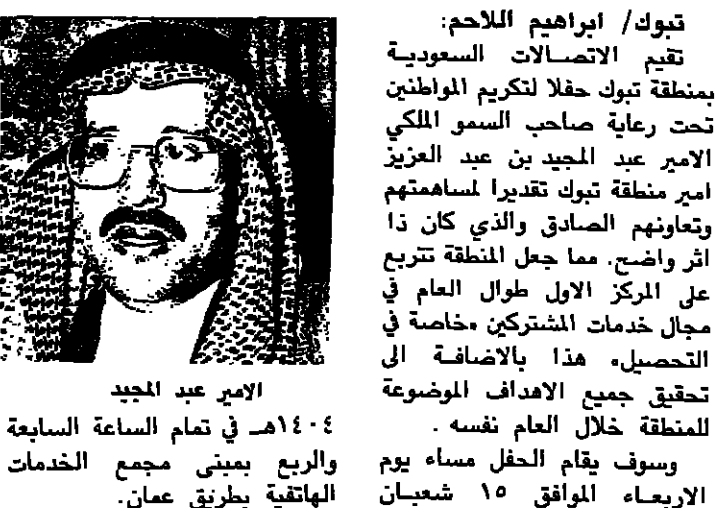 تبوك/ ابراهيم اللاحم:
تقيم الاتصالات السعودية
بمنطقة تبوك حفلا لتكريم المواطنين
تحت رعاية صاحب السمو الملكي
الامير عبد المجيد بن عبد العزيز
امير منطقة تبوك تقديرا لمساهمتهم
وتعاونهم الصادق والذي كان ذا
اثر واضح. مما جعل المنطقة تتربع
على المركز الاول طوال العام في
مجال خدمات المشتركين «خاصة في
التحصيل» هذا بالاضافة الى
تحقيق جميع الاهداف الموضوعة
للمنطقة خلال العام نفسه .
وسوف يقام الحفل مساء يوم
الاربعاء الموافق ١٥ شعبان
الامير عبد المجيد
١٤٠٤هـ في تمام الساعة السابعة
والربع بمبنى مجمع الخدمات
الهاتفية بطريق عمان.